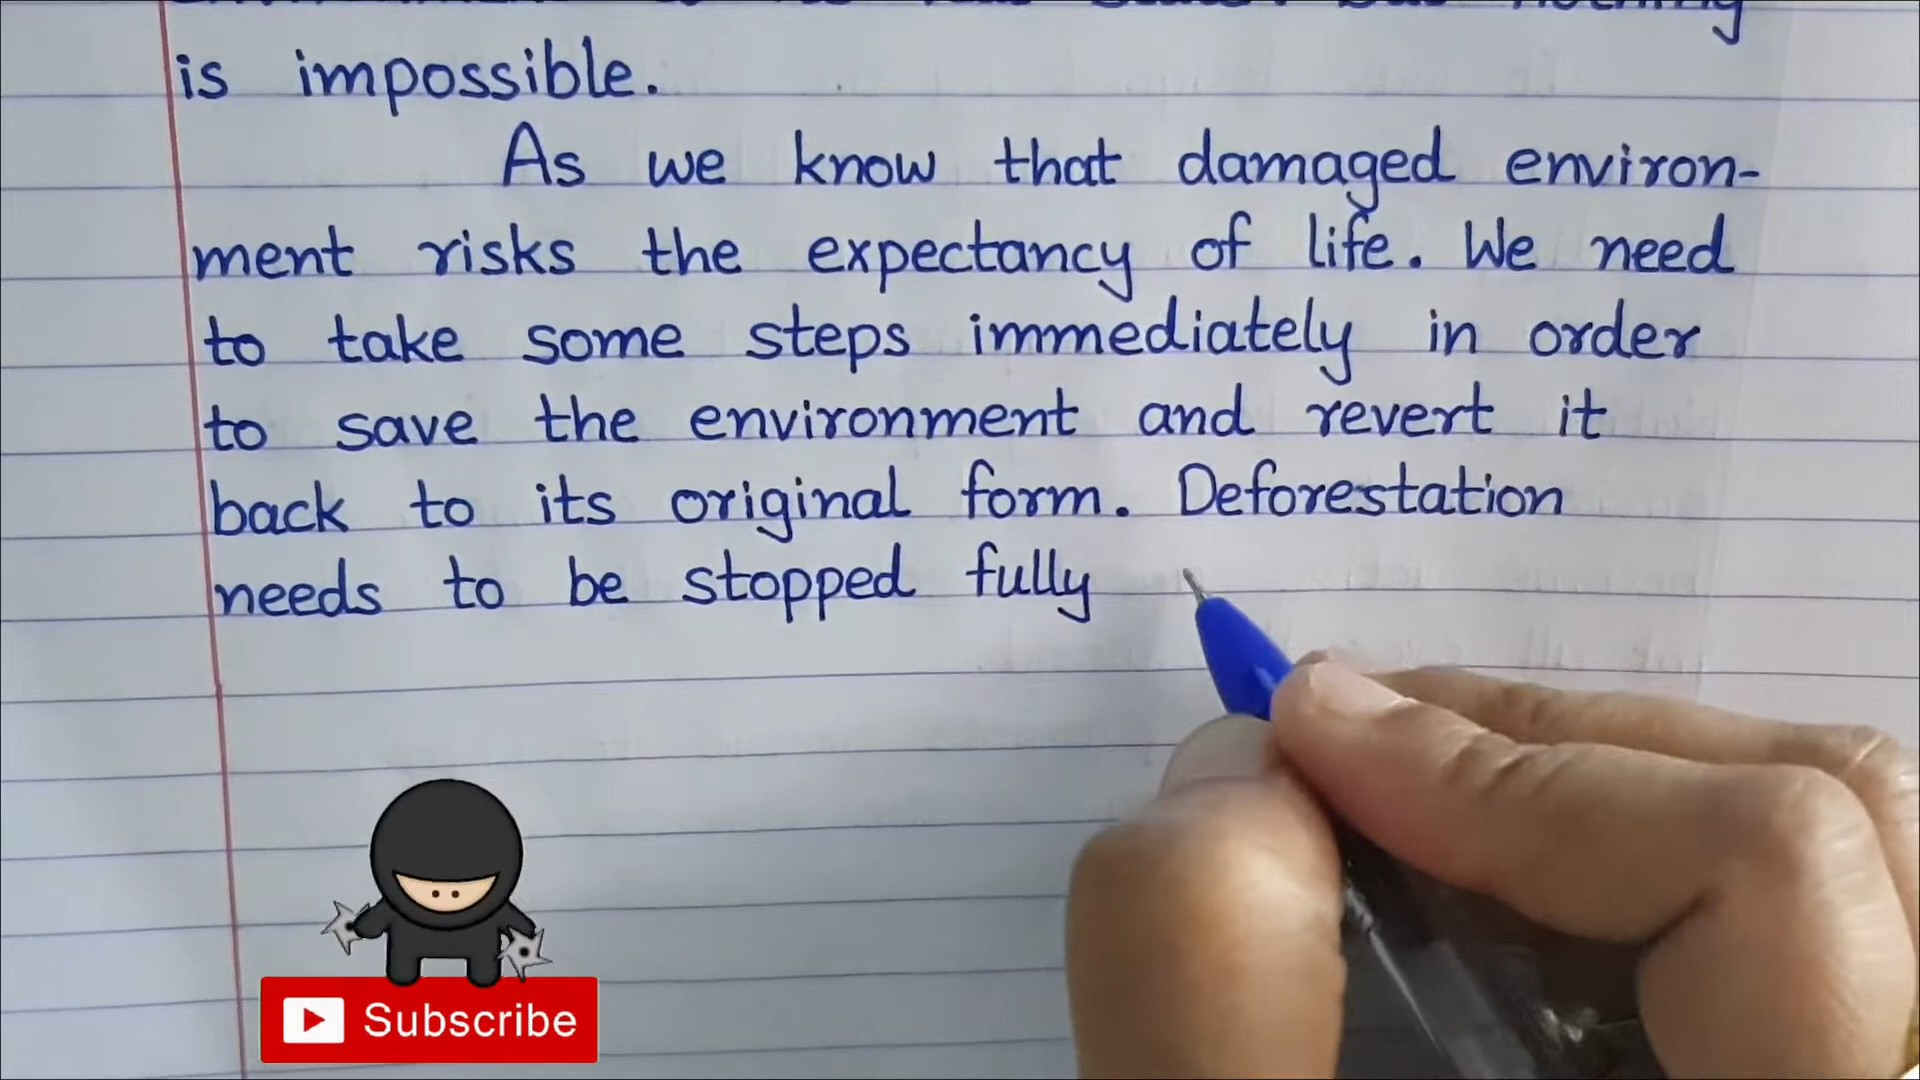 nothing
is impossible.
As we know that damaged environ-
ment risks the expectancy of life. We need
to take some steps immediately in order
to save the environment and revert it
back to its original form. Deforestation
needs to be stopped fully
Subscribe